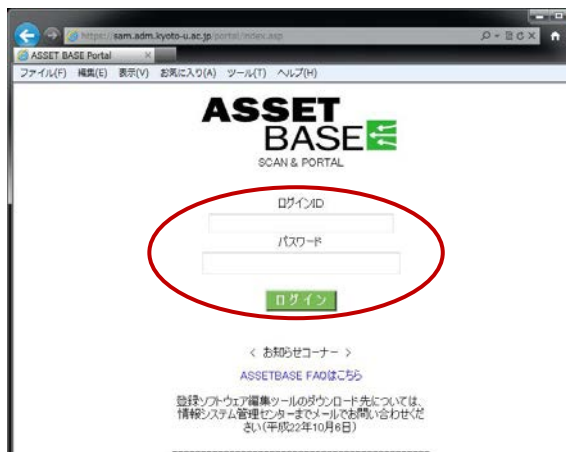 https://sam.adm.kyoto-u.ac.jp/portal/index.asp
ASSET BASE Portal
ファイル(F) 編集(E) 表示(V) お気に入り(A) ツール(T) ヘルプ(H)
ASSET
BASE
SCAN & PORTAL
ログインID
パスワード
ログイン
< お知らせコーナー >
ASSETBASE FAQはこちら
登録ソフトウェア編集ツールのダウンロード先については、
情報システム管理センターまでメールでお問い合わせくだ
さい(平成22年10月6日)